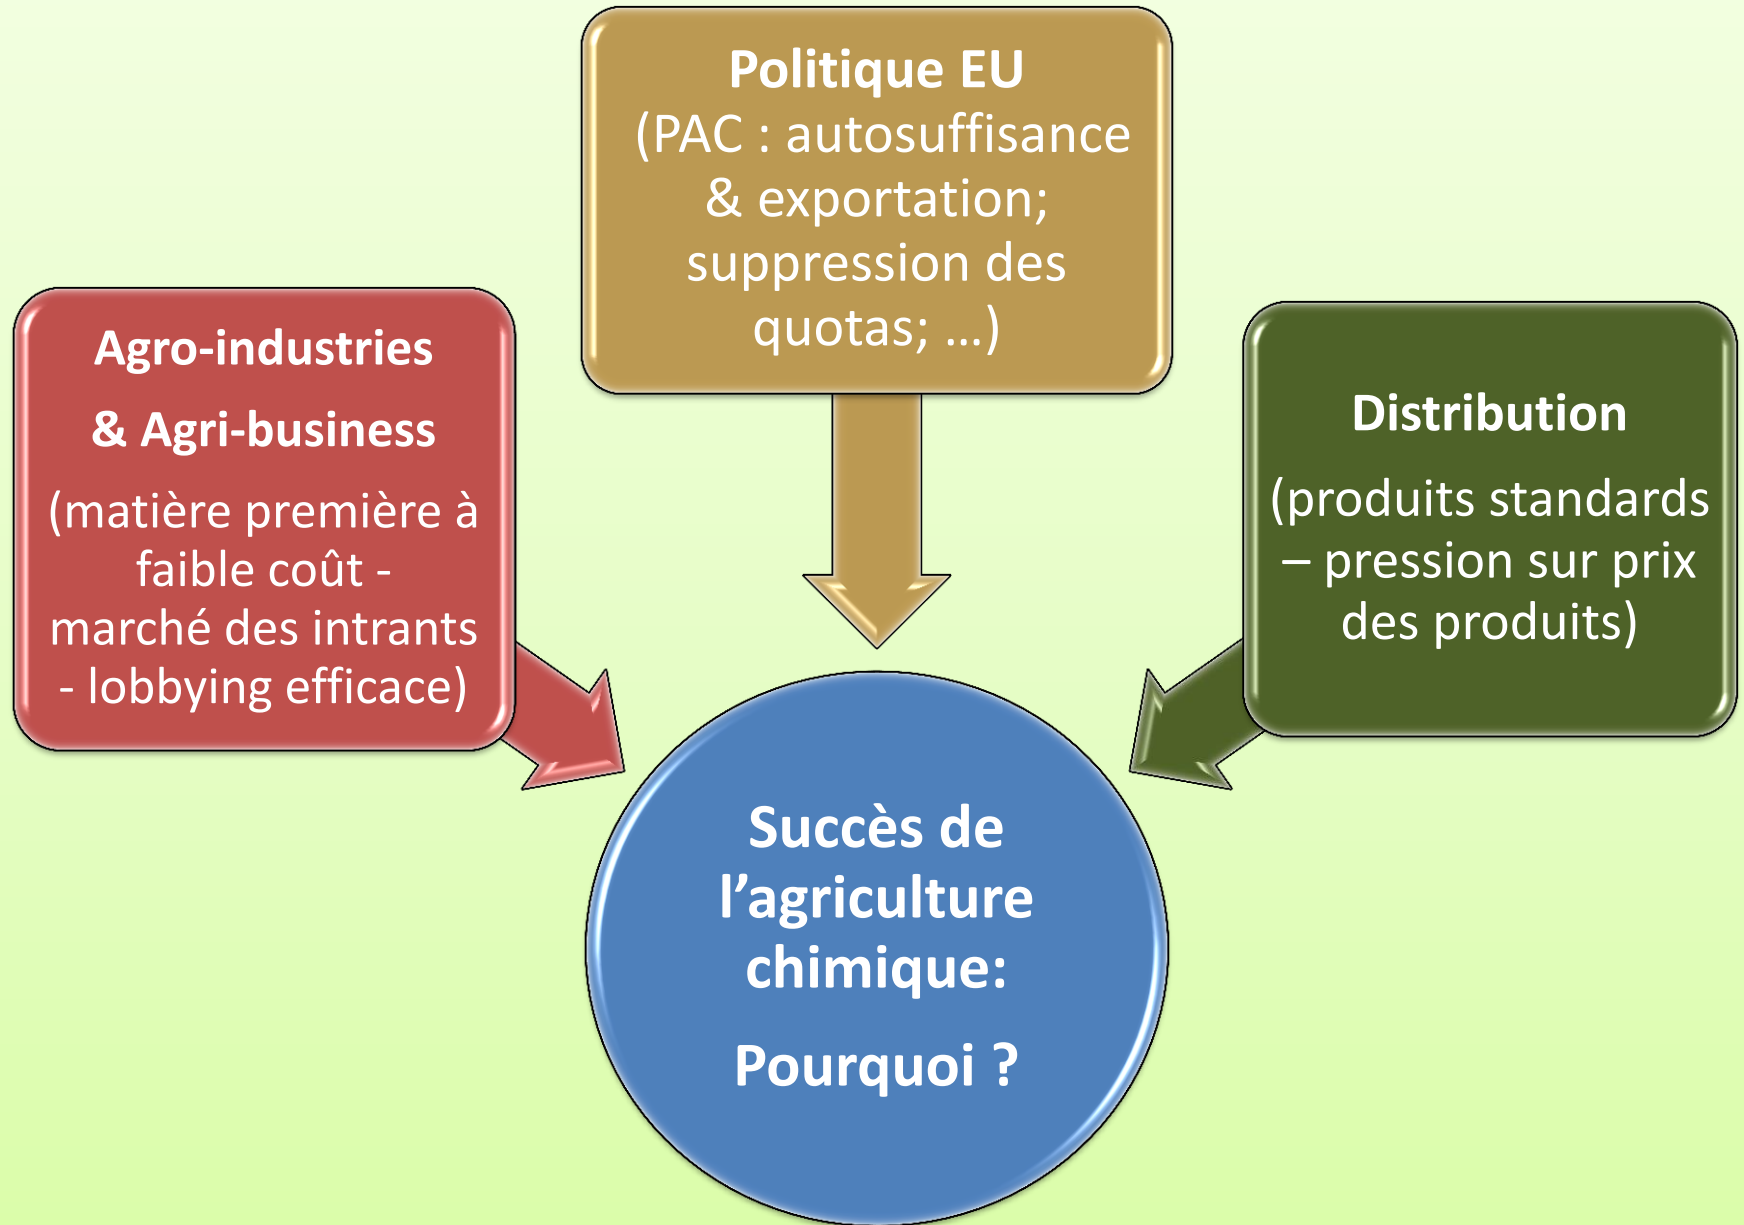 Politique EU
(PAC : autosuffisance
& exportation;
suppression des
quotas; ...)
Agro-industries
& Agri-business
(matière première à
faible coût -
marché des intrants
- lobbying efficace)
Distribution
(produits standards
– pression sur prix
des produits)
Succès de
l’agriculture
chimique:
Pourquoi ?